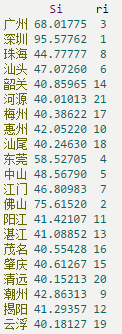 Si ri
广州 68.01775 3
深圳 95.57762 1
珠海 44.77777 8
汕头 47.07260 6
韶关 40.85965 14
河源 40.01013 21
梅州 40.38622 17
惠州 42.05220 10
汕尾 40.24630 18
东莞 58.52705 4
中山 48.56790 5
江门 46.80983 7
佛山 75.61520 2
阳江 41.42107 11
湛江 41.08852 13
茂名 40.55428 16
肇庆 40.61267 15
清远 40.15213 20
潮州 42.86313 9
揭阳 41.29357 12
云浮 40.18127 19